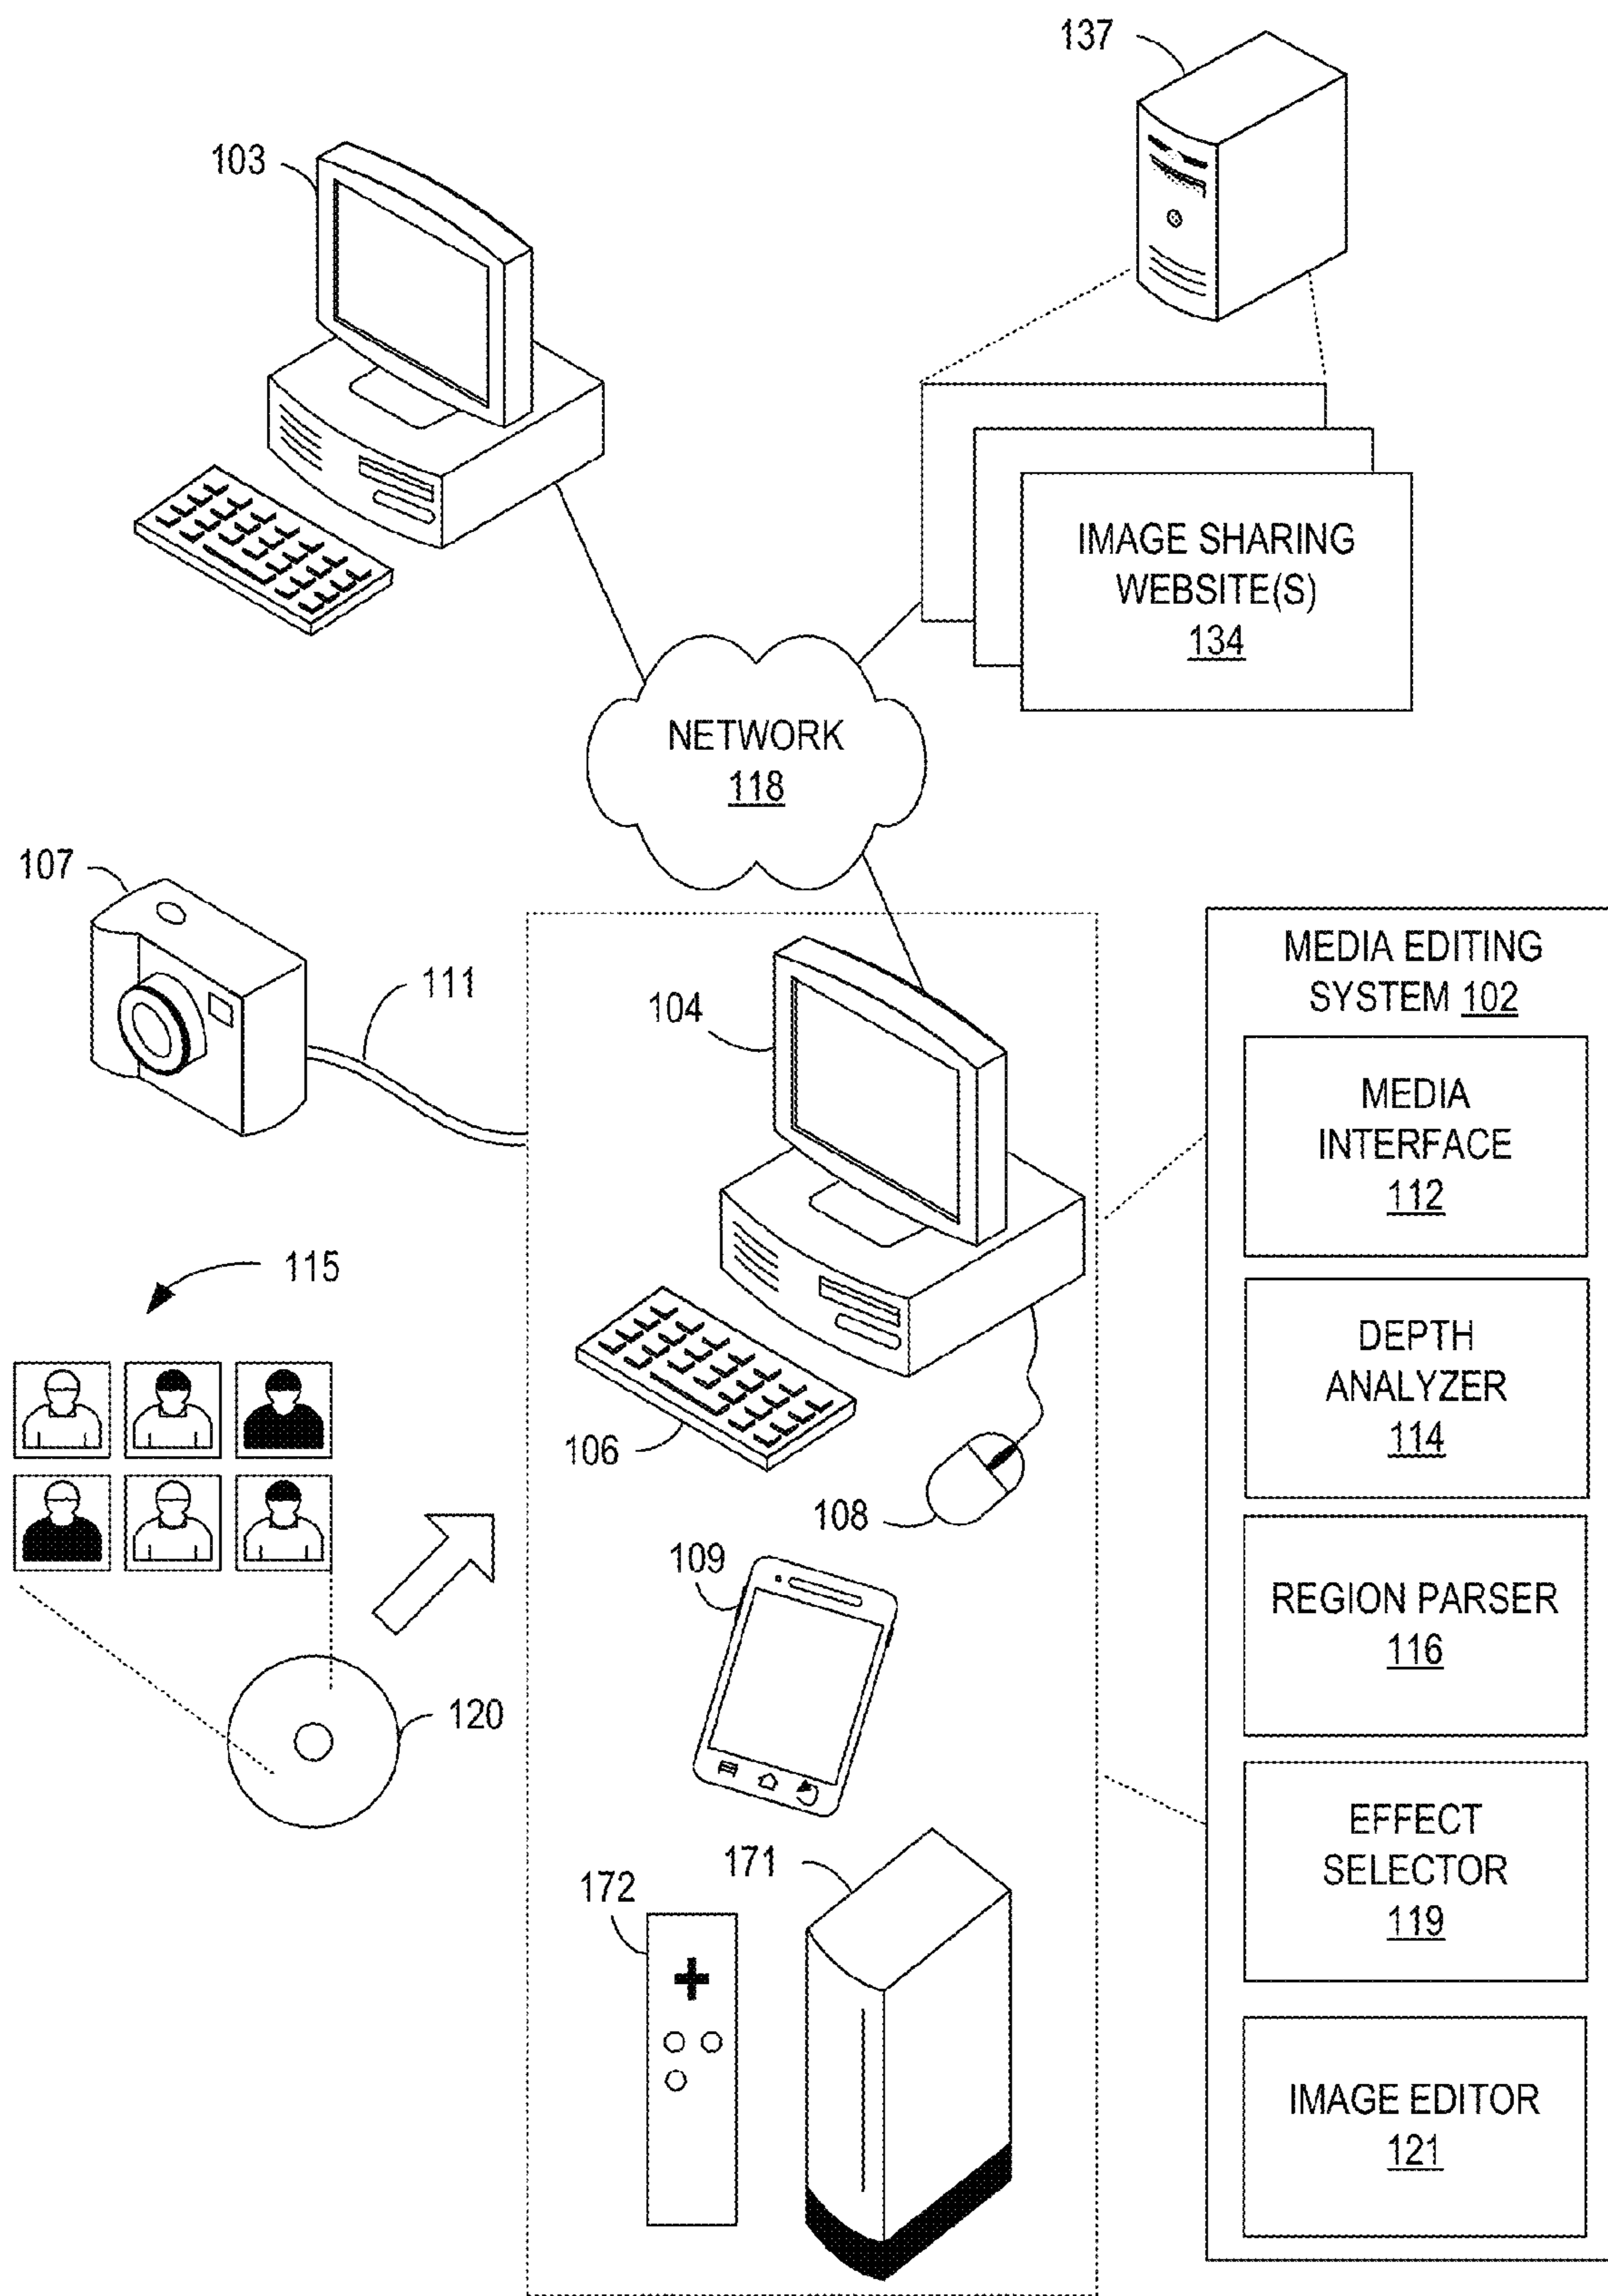 137
103
IMAGE SHARING
WEBSITE(S)
134
NETWORK
118
107
111
104
MEDIA EDITING
SYSTEM 102
MEDIA
INTERFACE
112
115
DEPTH
ANALYZER
114
106
108
109
REGION PARSER
116
120
EFFECT
SELECTOR
119
171
172
IMAGE EDITOR
121